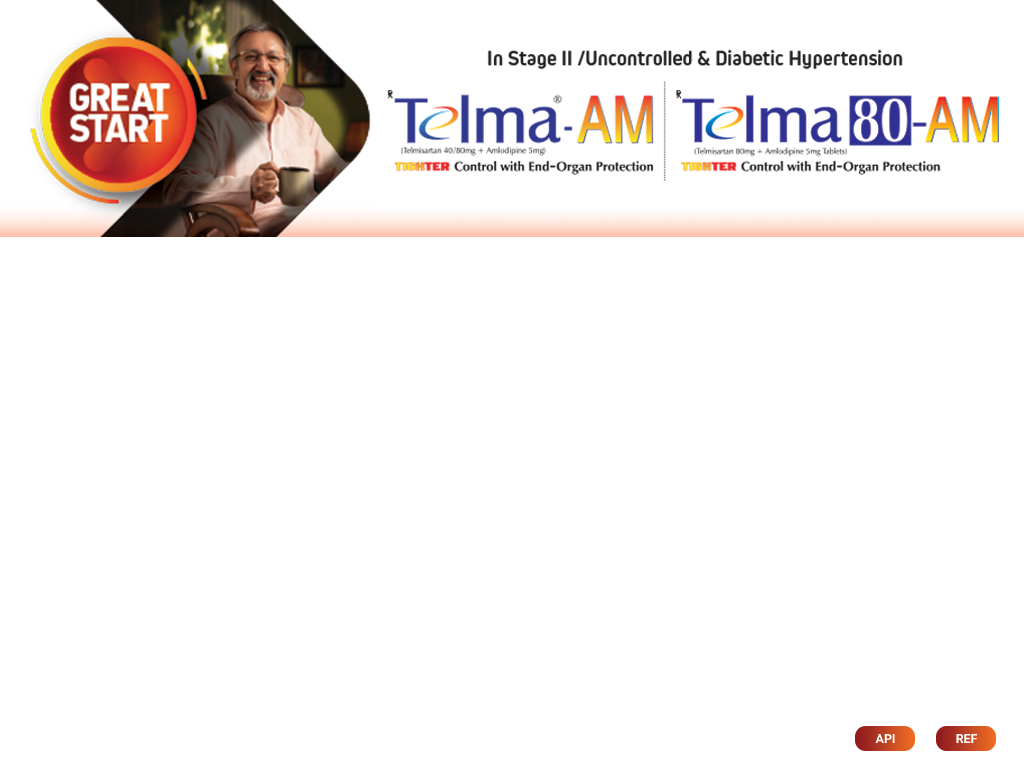 GREAT
START
In Stage II /Uncontrolled & Diabetic Hypertension
℞ Telma®-AM
(Telmisartan 40/80mg + Amlodipine 5mg)
TIGHTER Control with End-Organ Protection
℞ Telma 80-AM
(Telmisartan 80mg + Amlodipine 5mg Tablets)
TIGHTER Control with End-Organ Protection
API
REF